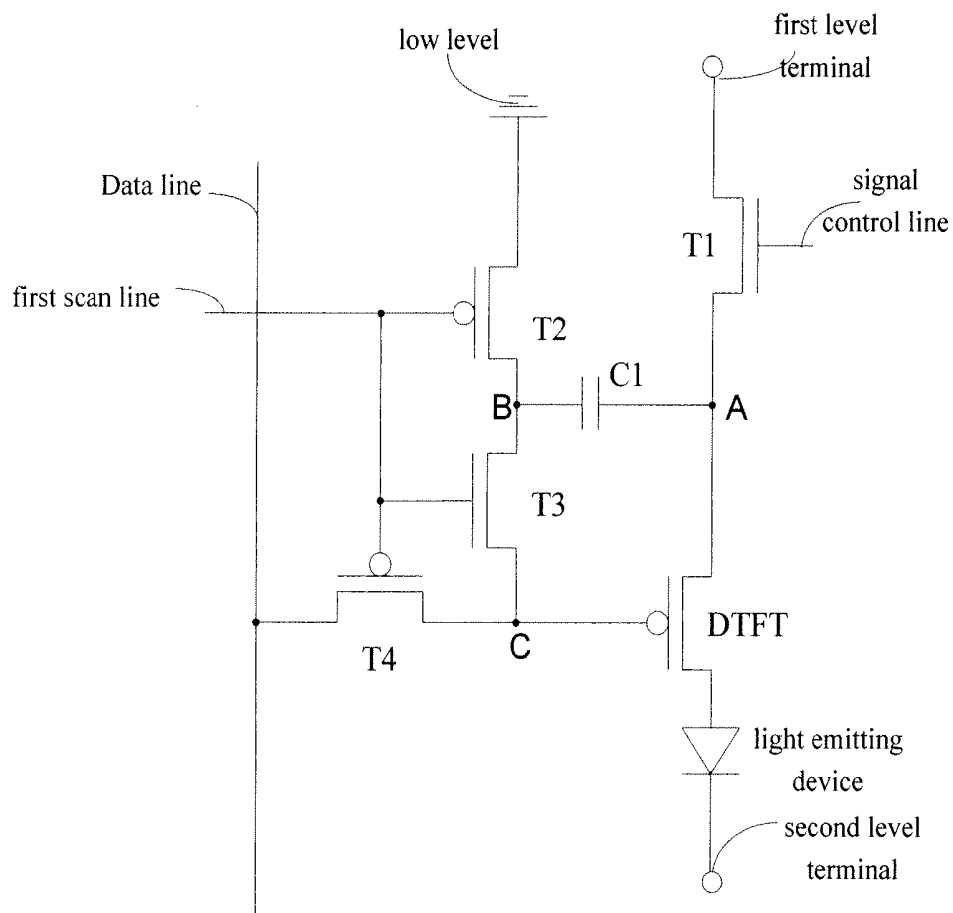 first level
terminal
low level
Data line
signal
control line
T1
first scan line
T2
C1
B
A
T3
DTFT
C
T4
light emitting
device
second level
terminal